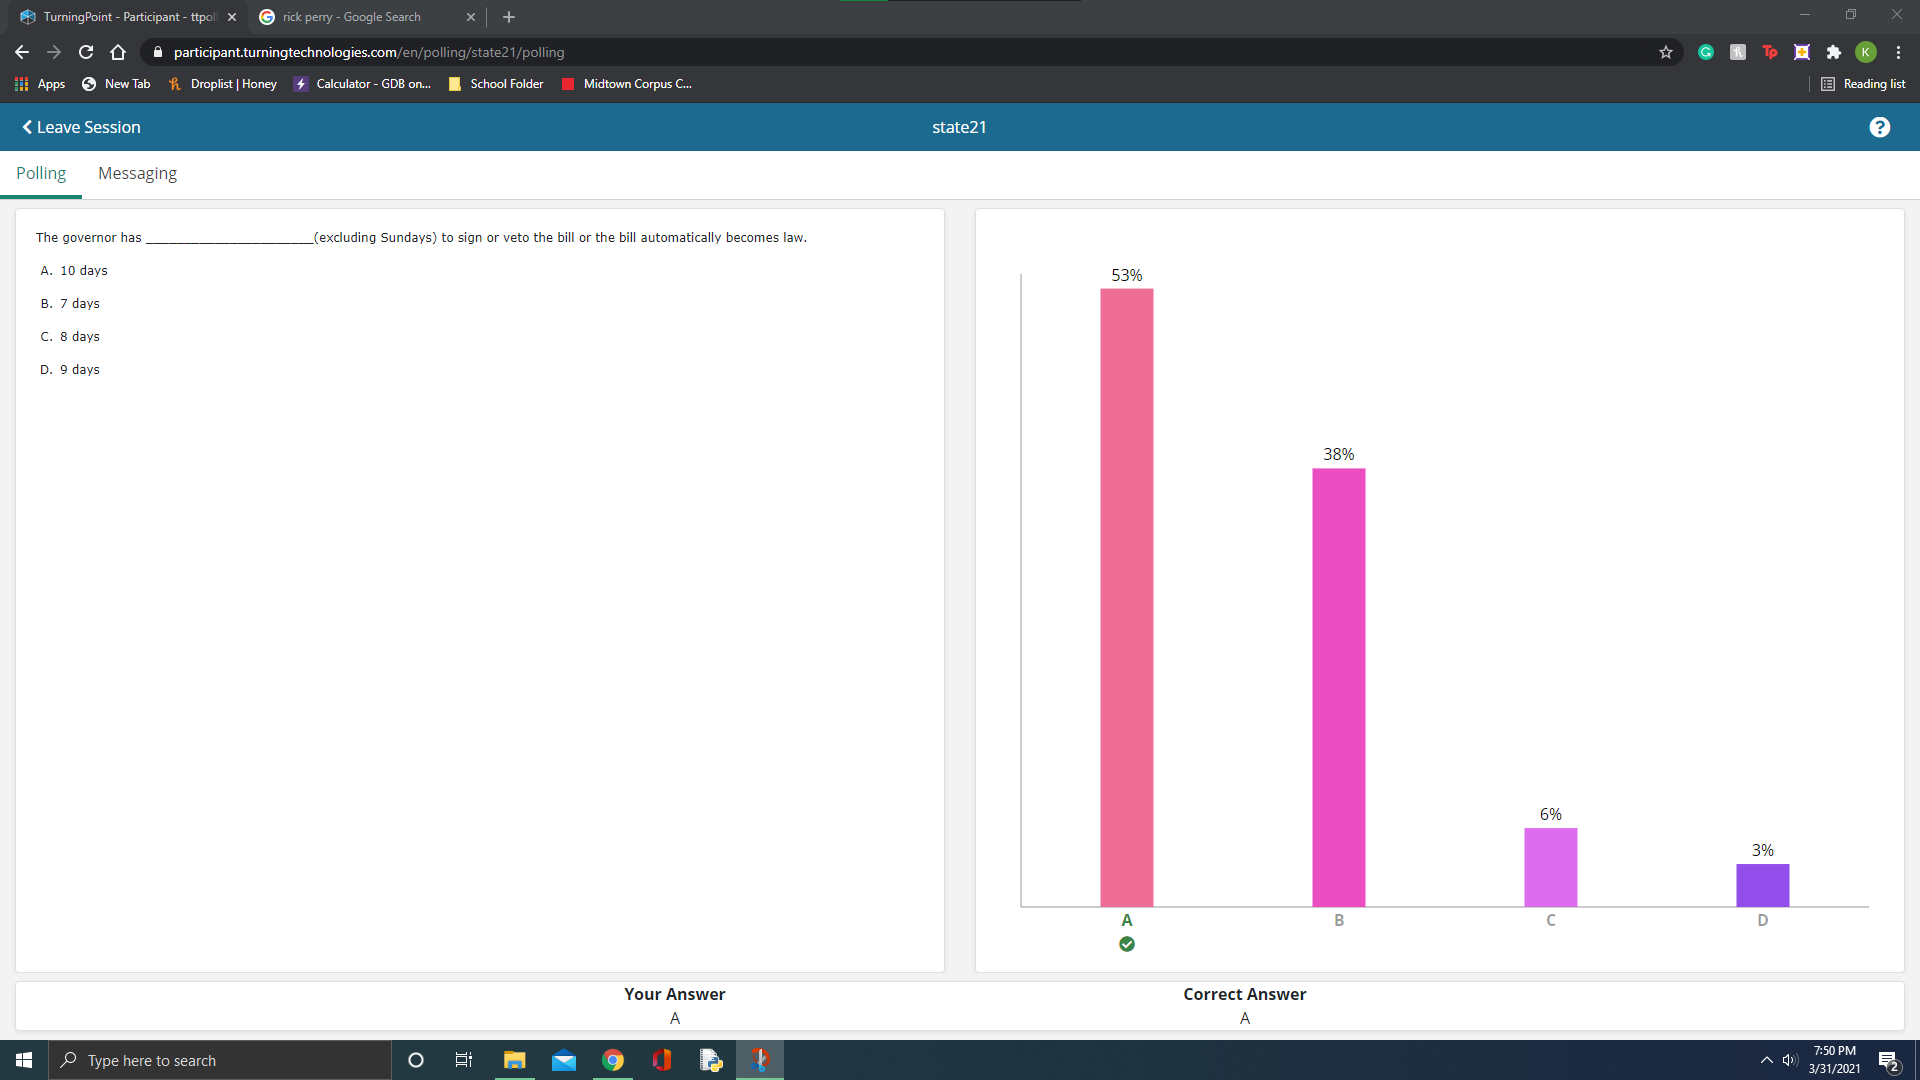 TurningPoint - Participant - ttpoll
rick perry - Google Search
participant.turningtechnologies.com/en/polling/state21/polling
Tp
K
Apps
New Tab
Droplist | Honey
Calculator - GDB on...
School Folder
Midtown Corpus C...
Reading list
Leave Session
state21
?
Polling
Messaging
The governor has ______________________(excluding Sundays) to sign or veto the bill or the bill automatically becomes law.
A. 10 days
B. 7 days
C. 8 days
D. 9 days
53%
38%
6%
3%
A
B
C
D
Your Answer
A
Correct Answer
A
Type here to search
7:50 PM
3/31/2021
2